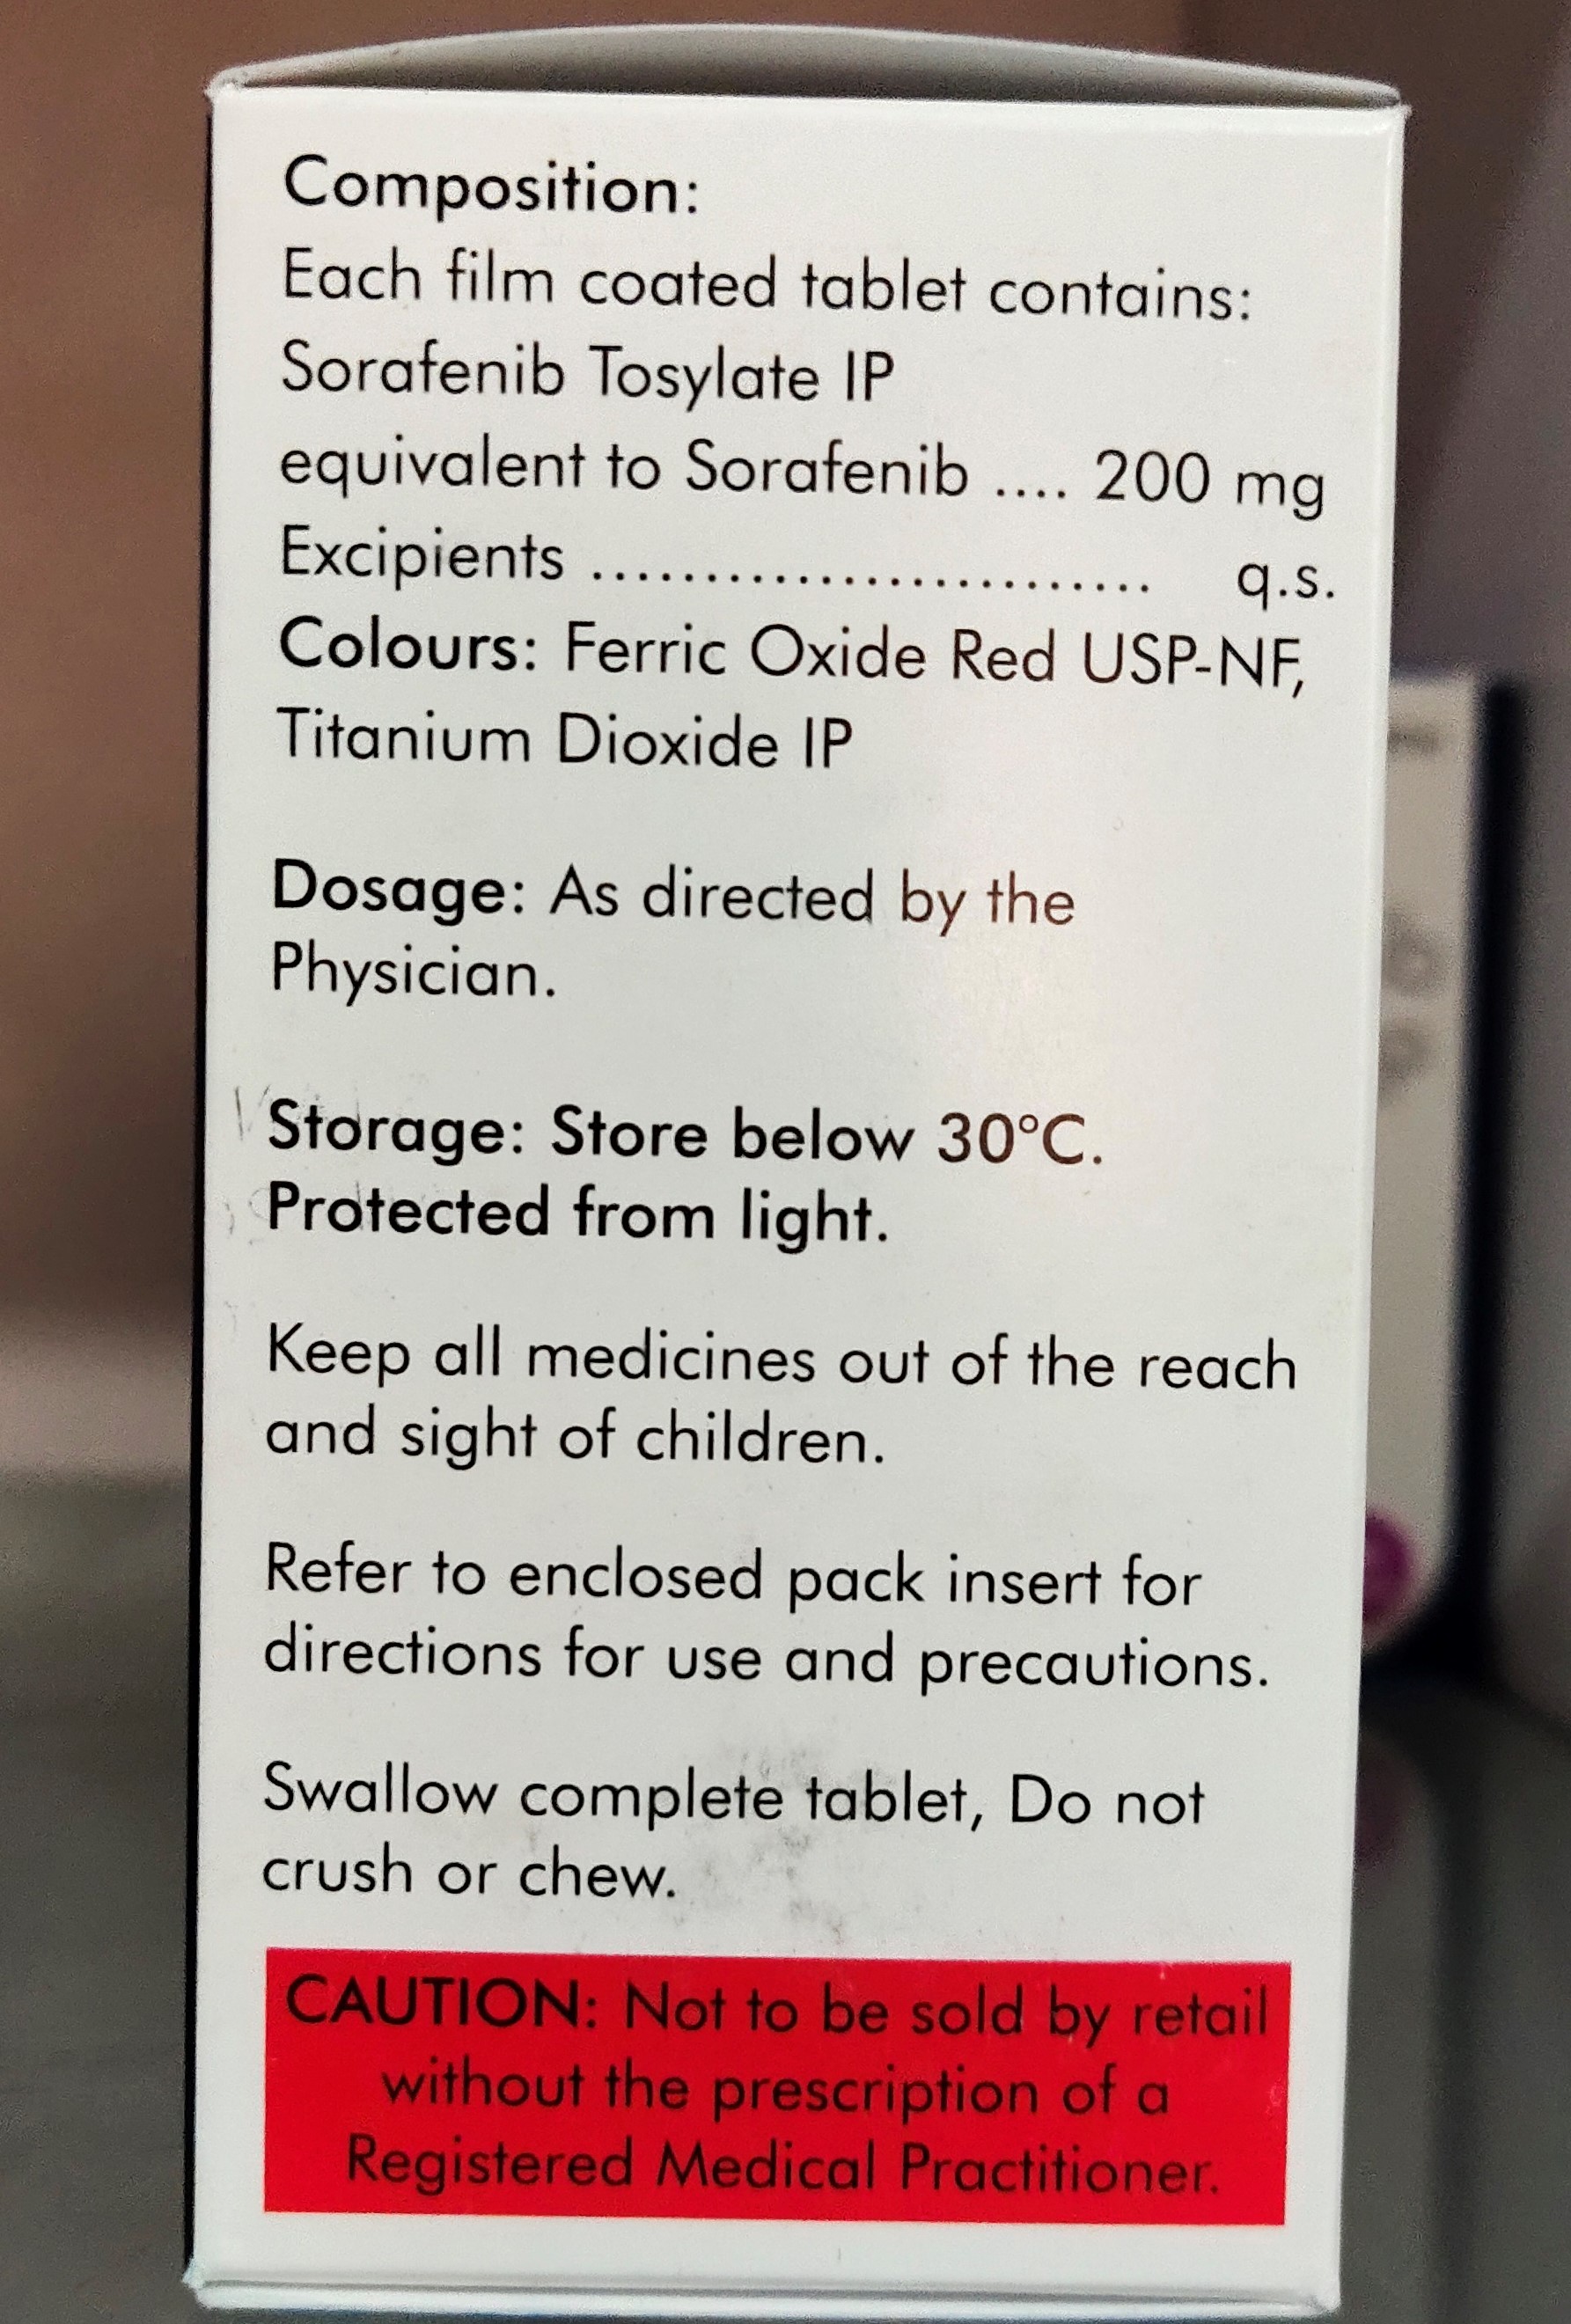 Composition:
Each film coated tablet contains:
Sorafenib Tosylate IP
equivalent to Sorafenib .... 200 mg
Excipients ......................... q.s.
Colours: Ferric Oxide Red USP-NF,
Titanium Dioxide IP
Dosage: As directed by the
Physician.
Storage: Store below 30°C.
Protected from light.
Keep all medicines out of the reach
and sight of children.
Refer to enclosed pack insert for
directions for use and precautions.
Swallow complete tablet, Do not
crush or chew.
CAUTION: Not to be sold by retail
without the prescription of a
Registered Medical Practitioner.